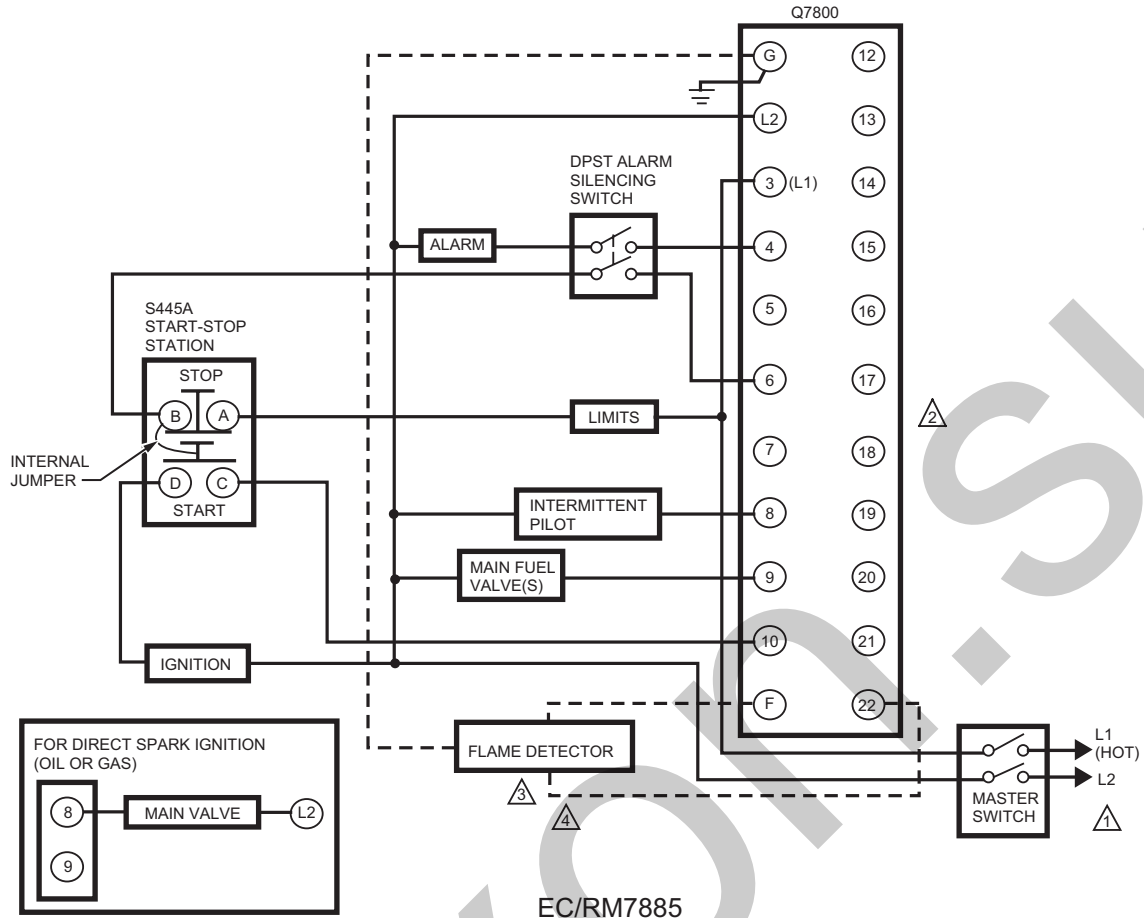 Q7800
G
12
L2
13
DPST ALARM
SILENCING
SWITCH
3
(L1)
14
ALARM
4
15
S445A
START-STOP
STATION
5
16
STOP
6
17
B
A
LIMITS
2
INTERNAL
JUMPER
7
18
D
C
START
INTERMITTENT
PILOT
8
19
MAIN FUEL
VALVE(S)
9
20
10
21
IGNITION
F
22
FOR DIRECT SPARK IGNITION
(OIL OR GAS)
FLAME DETECTOR
L1
(HOT)
L2
3
4
MASTER
SWITCH
1
8
MAIN VALVE
L2
9
EC/RM7885